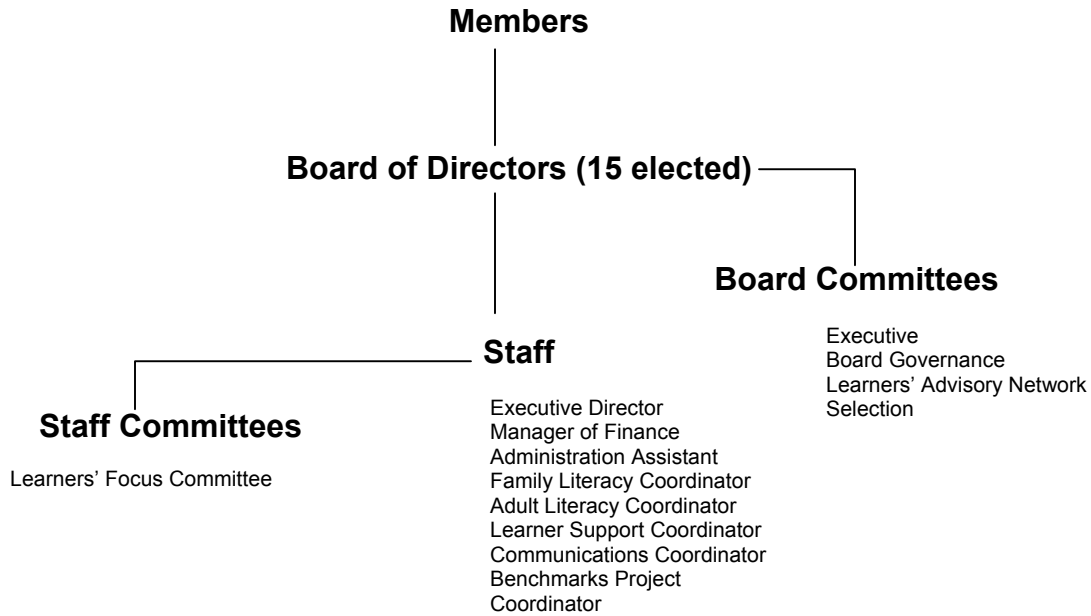 Members
Board of Directors (15 elected)
Board Committees
Executive
Board Governance
Learners’ Advisory Network
Selection
Staff
Executive Director
Manager of Finance
Administration Assistant
Family Literacy Coordinator
Adult Literacy Coordinator
Learner Support Coordinator
Communications Coordinator
Benchmarks Project
Coordinator
Staff Committees
Learners’ Focus Committee